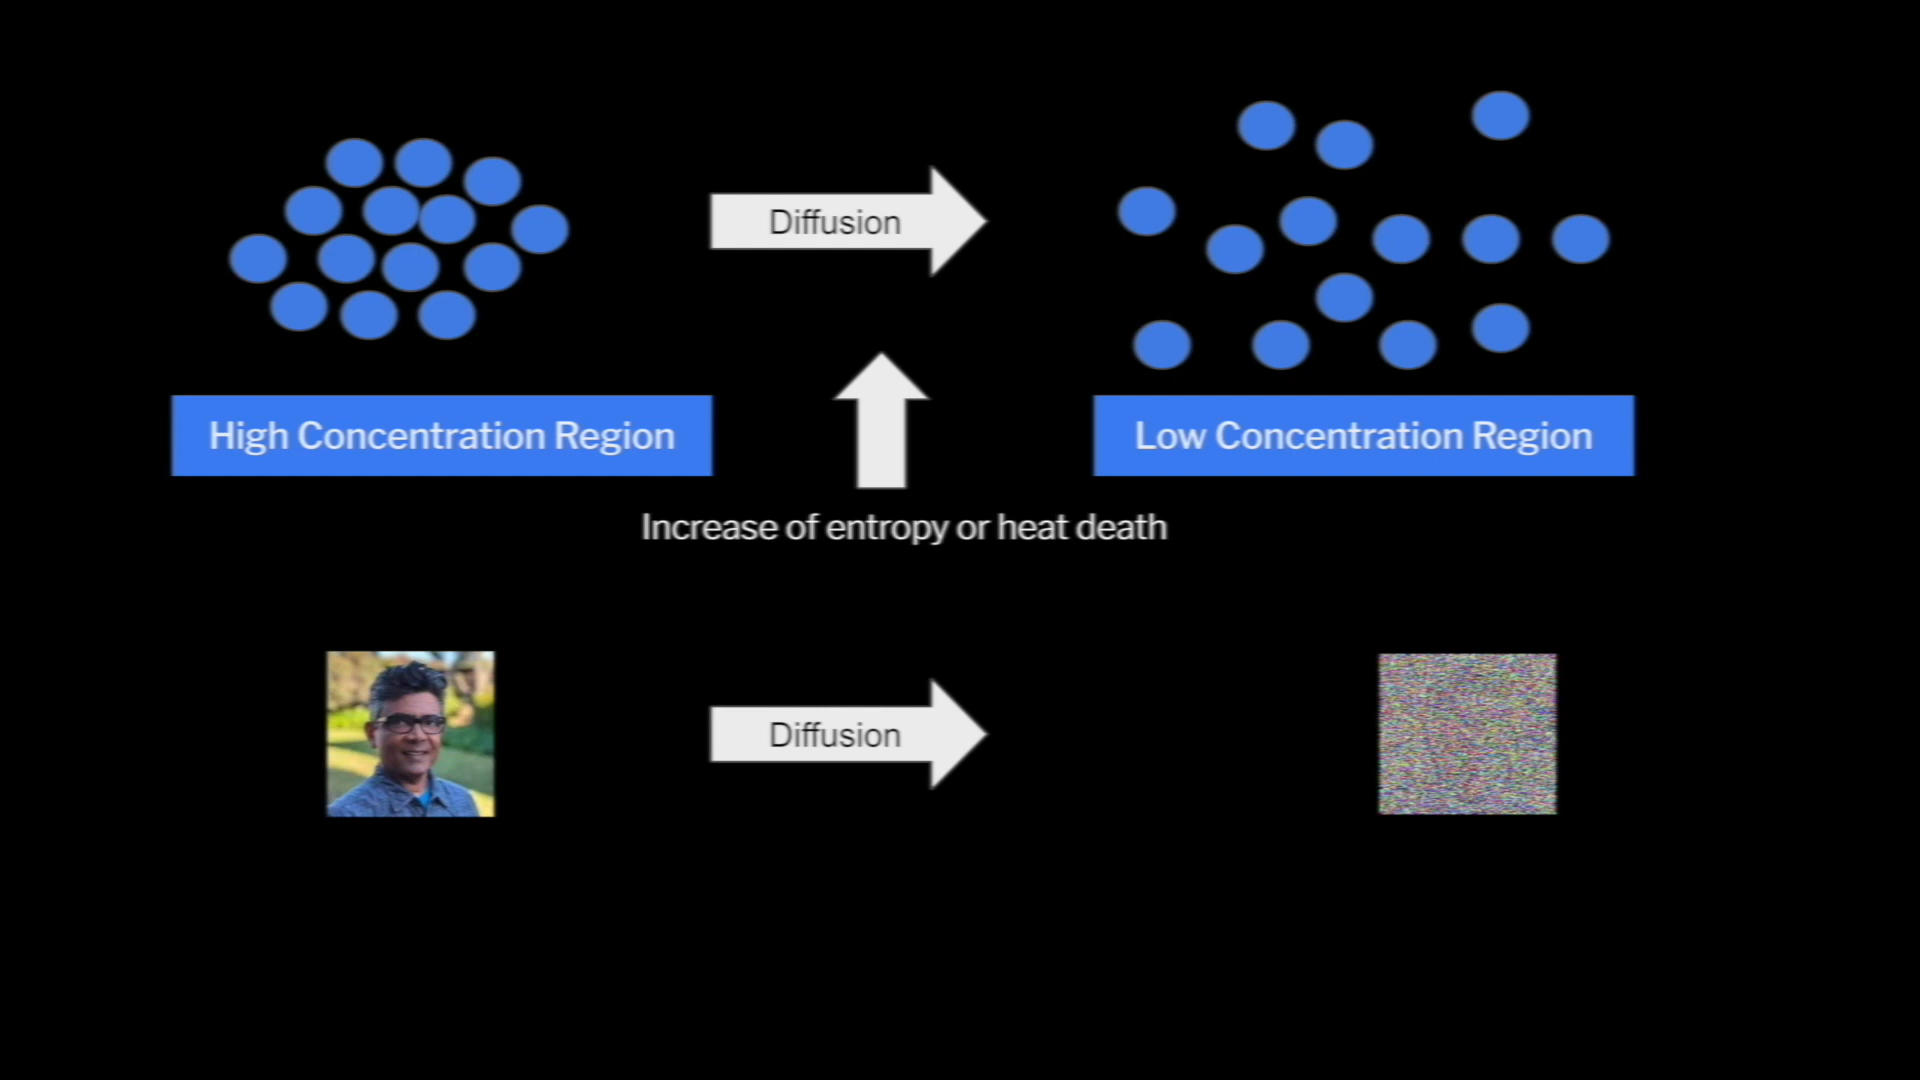 Diffusion
High Concentration Region
Low Concentration Region
Increase of entropy or heat death
Diffusion